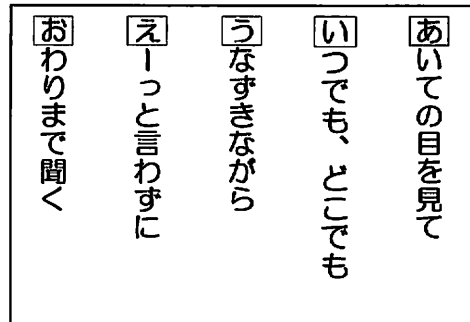 あいての目を見て
いつでも、どこでも
うなずきながら
えーっと言わずに
おわりまで聞く